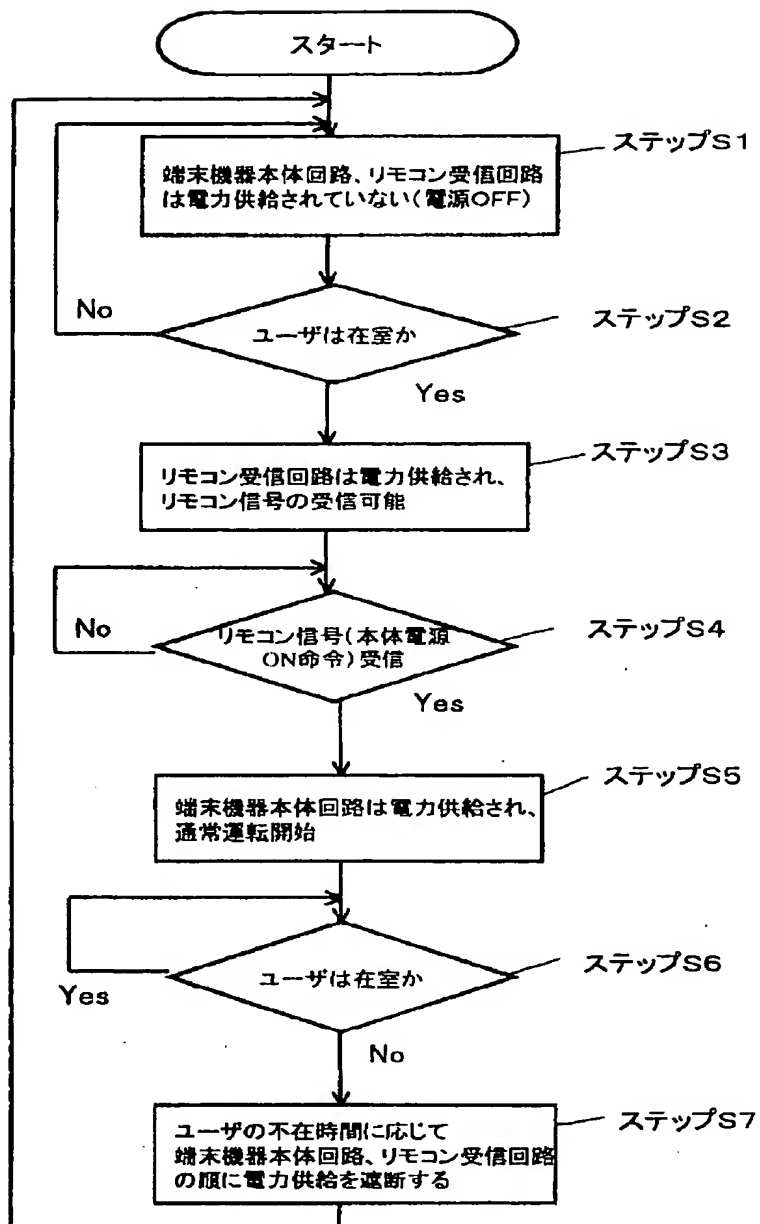 スタート
ステップS1
端末機器本体回路、リモコン受信回路
は電力供給されていない(電源OFF)
No
ステップS2
ユーザは在室か
Yes
ステップS3
リモコン受信回路は電力供給され、
リモコン信号の受信可能
No
ステップS4
リモコン信号(本体電源
ON命令)受信
Yes
ステップS5
端末機器本体回路は電力供給され、
通常運転開始
ステップS6
ユーザは在室か
Yes
No
ステップS7
ユーザの不在時間に応じて
端末機器本体回路、リモコン受信回路
の順に電力供給を遮断する